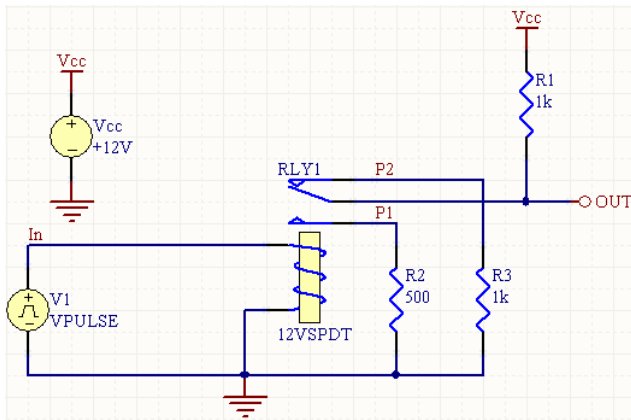 Vcc
Vcc
+12V
Vcc
R1
1k
RLY1
P2
OUT
P1
In
V1
VPULSE
R2
500
R3
1k
12VSPDT